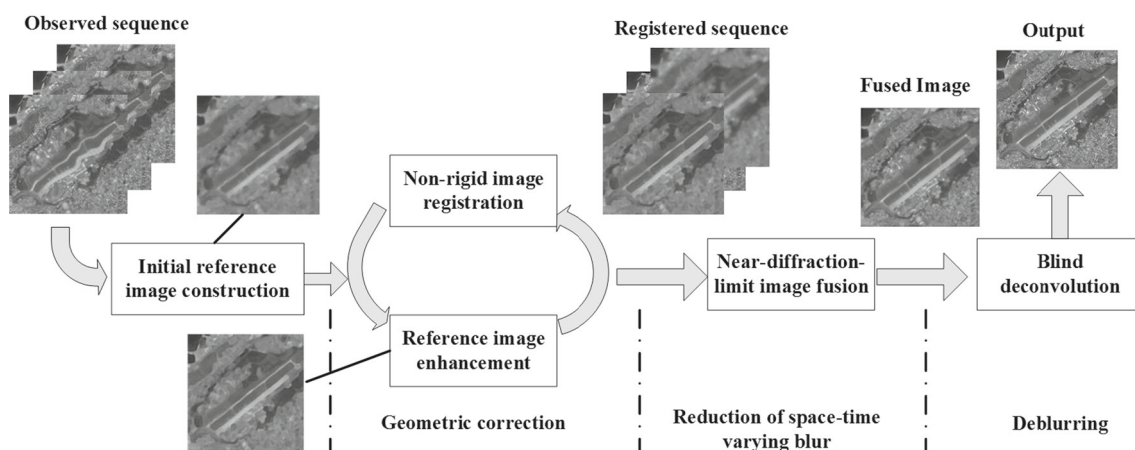 Observed sequence
Registered sequence
Output
Fused Image
Non-rigid image
registration
Initial reference
image construction
Near-diffraction-
limit image fusion
Blind
deconvolution
Reference image
enhancement
Geometric correction
Reduction of space-time
varying blur
Deblurring